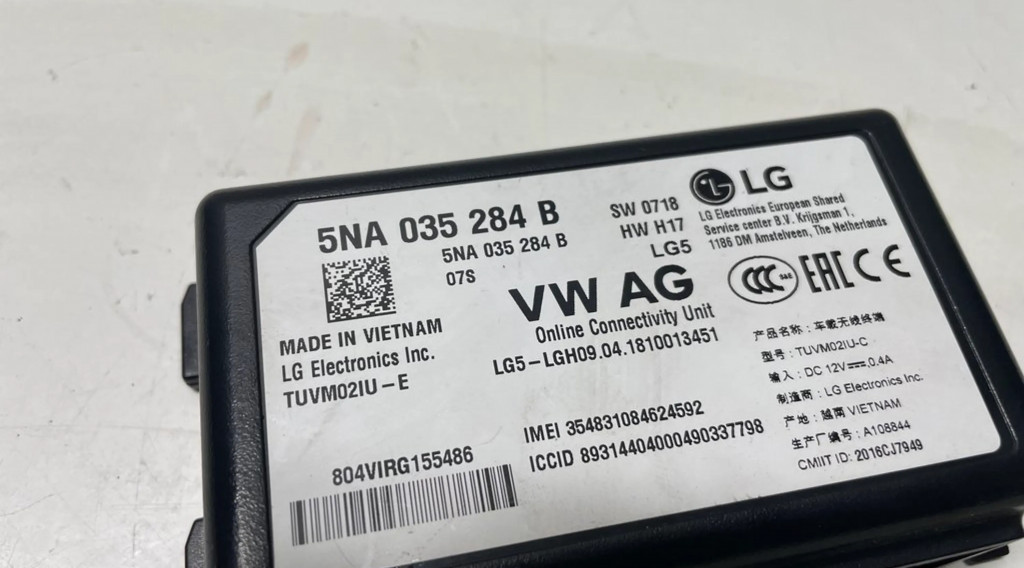 5NA 035 284 B
5NA 035 284 B
07S
SW 0718
HW H17
LG5
LG
LG Electronics European Shared
Service center B.V. Krijgsman 1,
1186 DM Amstelveen, The Netherlands
VW AG
Online Connectivity Unit
LG5-LGH09.04.1810013451
CCC S&E EAC CE
MADE IN VIETNAM
LG Electronics Inc.
TUVM02IU-E
产品名称: 车载无线终端
型号: TUVM02IU-C
输入: DC 12V⎓, 0.4A
制造商: LG Electronics Inc.
产地: 越南 VIETNAM
生产厂编号: A108844
CMIIT ID: 2016CJ7949
IMEI 354831084624592
ICCID 89314404000490337798
804VIRG155486